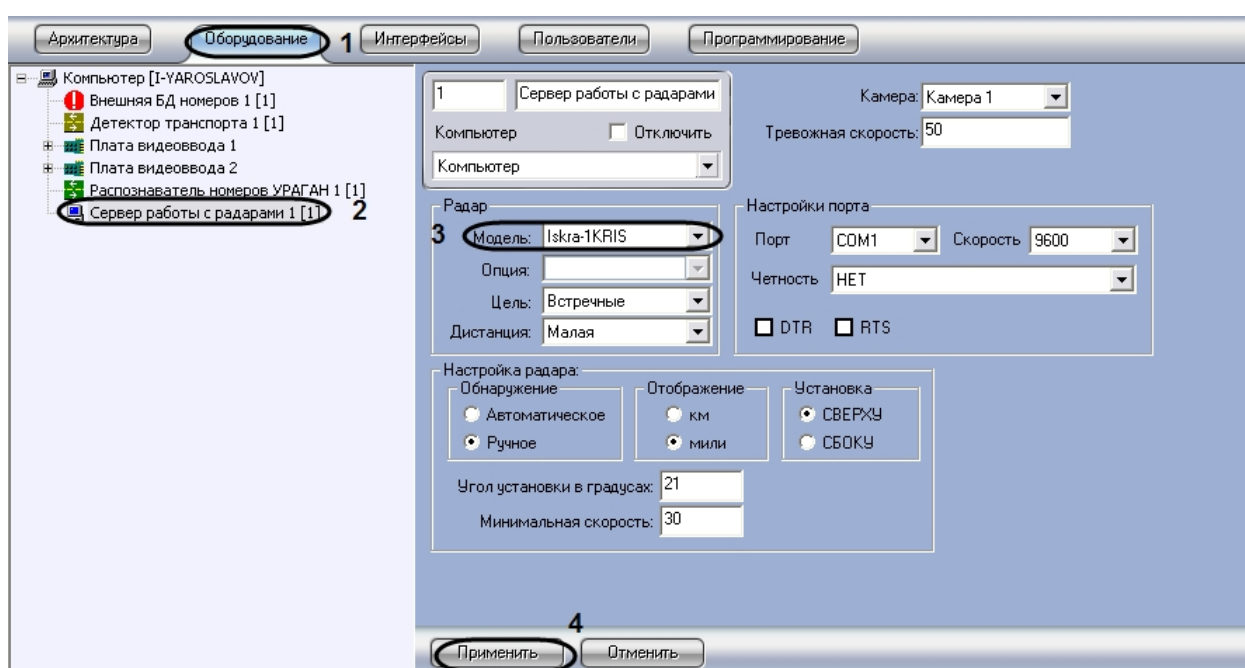 Архитектура Оборудование 1 Интерфейсы Пользователи Программирование
Компьютер [I-YAROSLAVOV]
Внешняя БД номеров 1 [1]
Детектор транспорта 1 [1]
Плата видеоввода 1
Плата видеоввода 2
Распознаватель номеров УРАГАН 1 [1]
Сервер работы с радарами 1 [1] 2
1 Сервер работы с радарами
Компьютер Отключить
Компьютер
Камера: Камера 1
Тревожная скорость: 50
Радар
3 Модель: Iskra-1KRIS
Опция:
Цель: Встречные
Дистанция: Малая
Настройки порта
Порт COM1 Скорость 9600
Четность НЕТ
DTR RTS
Настройка радара:
Обнаружение Отображение Установка
Автоматическое км СВЕРХУ
Ручное мили СБОКУ
Угол установки в градусах: 21
Минимальная скорость: 30
4
Применить Отменить